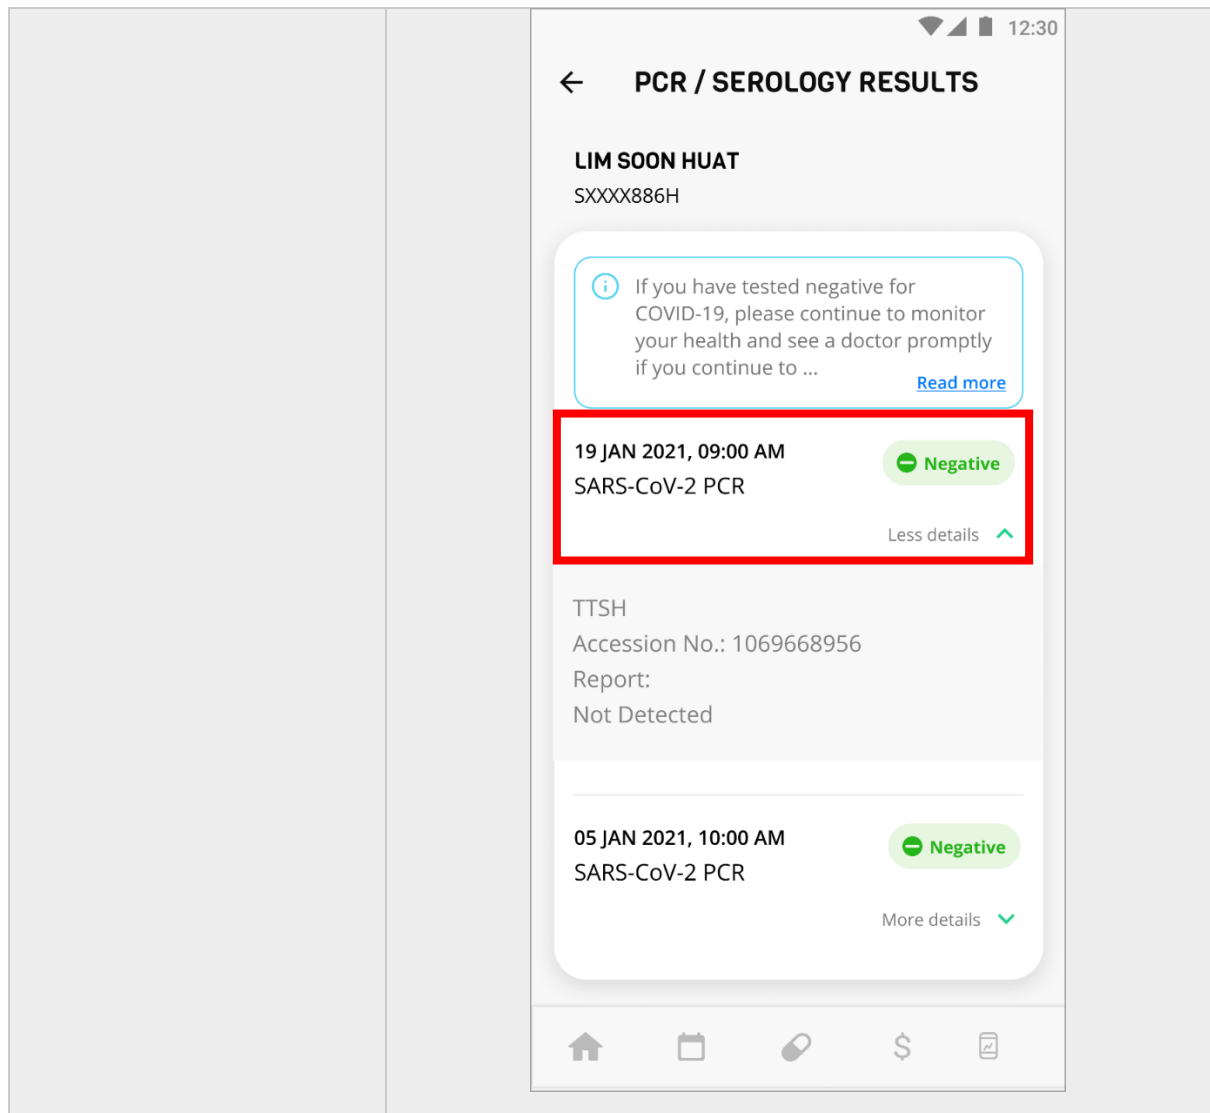 12:30
PCR / SEROLOGY RESULTS
LIM SOON HUAT
SXXXX886H
If you have tested negative for
COVID-19, please continue to monitor
your health and see a doctor promptly
if you continue to ...
Read more
19 JAN 2021, 09:00 AM
Negative
SARS-CoV-2 PCR
Less details
TTSH
Accession No.: 1069668956
Report:
Not Detected
05 JAN 2021, 10:00 AM
Negative
SARS-CoV-2 PCR
More details